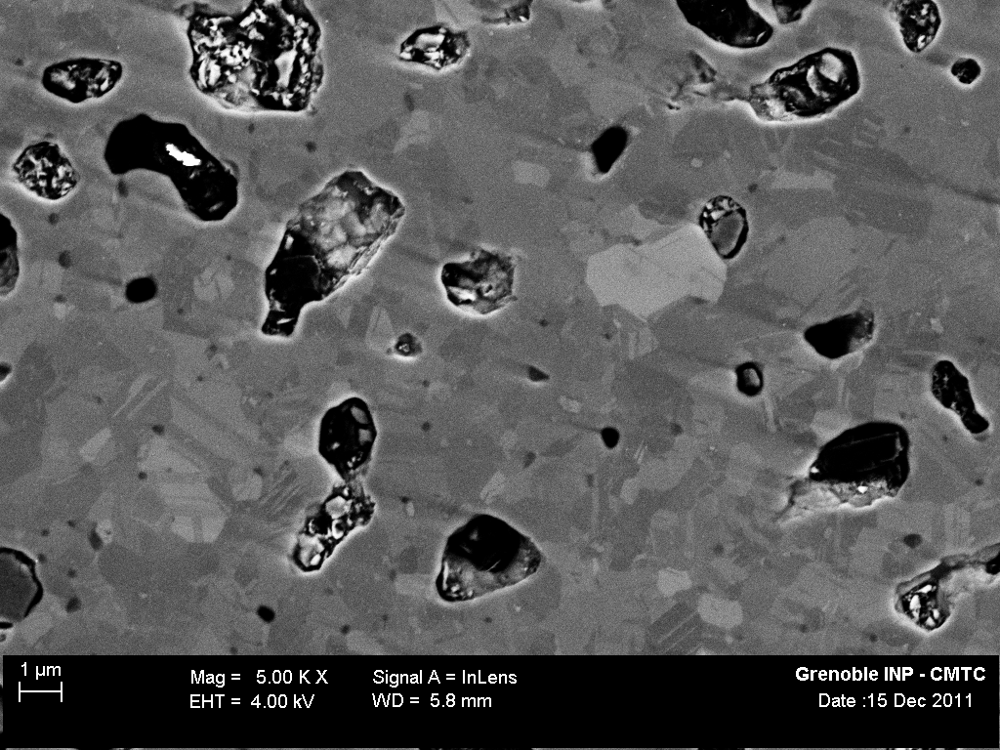 1 µm
Mag = 5.00 K X
EHT = 4.00 kV
Signal A = InLens
WD = 5.8 mm
Grenoble INP - CMTC
Date :15 Dec 2011